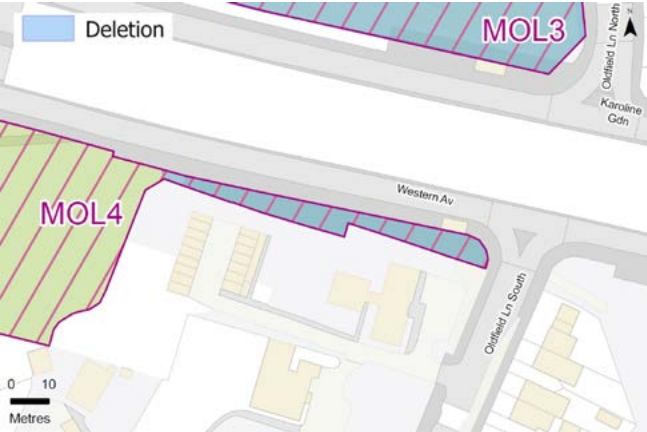 Deletion
MOL3
Oldfield Ln North
N
Karoline
Gdn
Western Av
MOL4
Oldfield Ln South
0 10
Metres